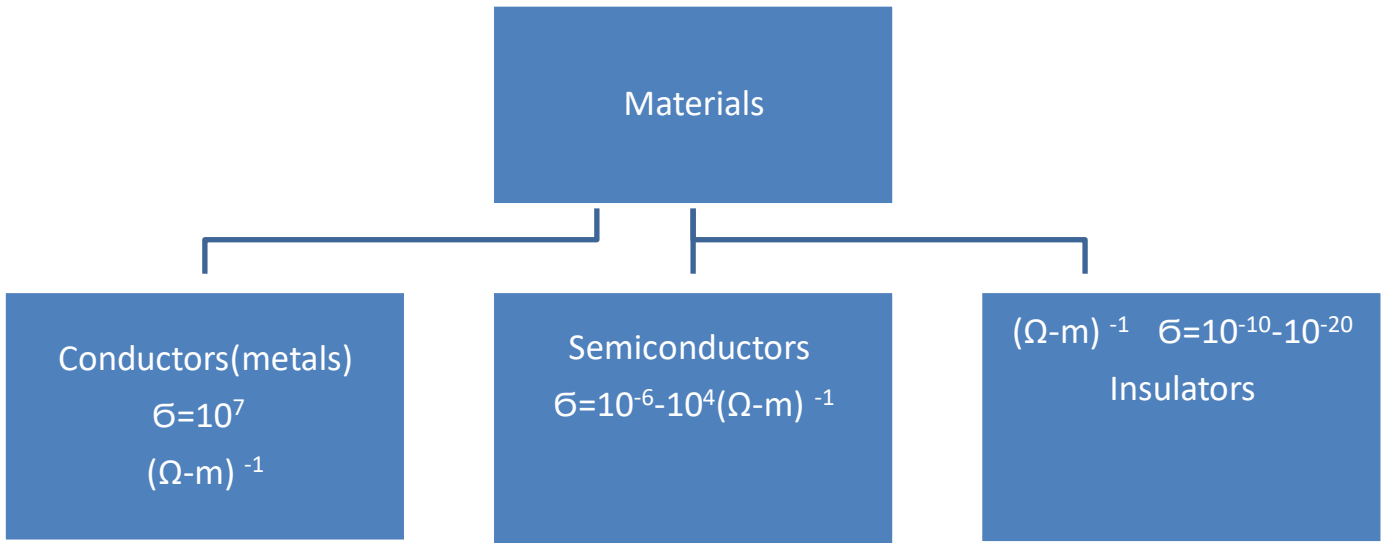 Materials
Conductors(metals)
Ϭ=10⁷
(Ω-m) ⁻¹
Semiconductors
Ϭ=10⁻⁶-10⁴(Ω-m) ⁻¹
(Ω-m) ⁻¹ Ϭ=10⁻¹⁰-10⁻²⁰
Insulators